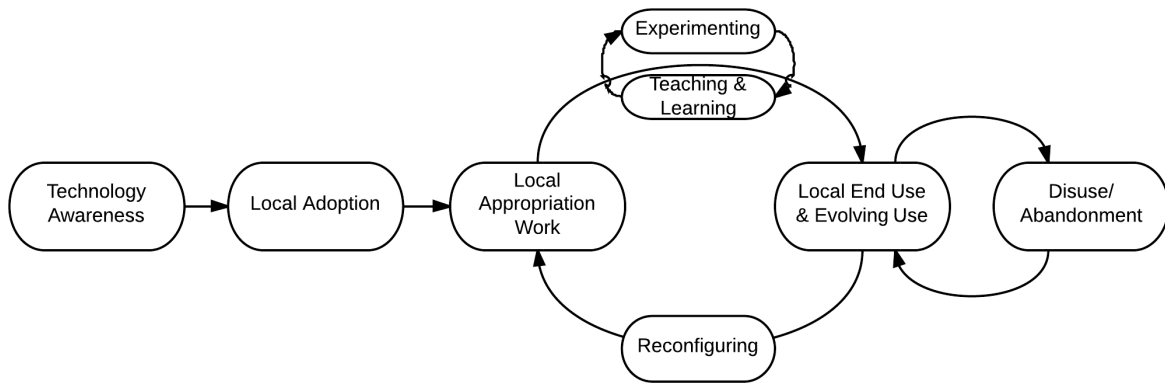 Experimenting
Teaching &
Learning
Technology
Awareness
Local Adoption
Local
Appropriation
Work
Local End Use
& Evolving Use
Disuse/
Abandonment
Reconfiguring